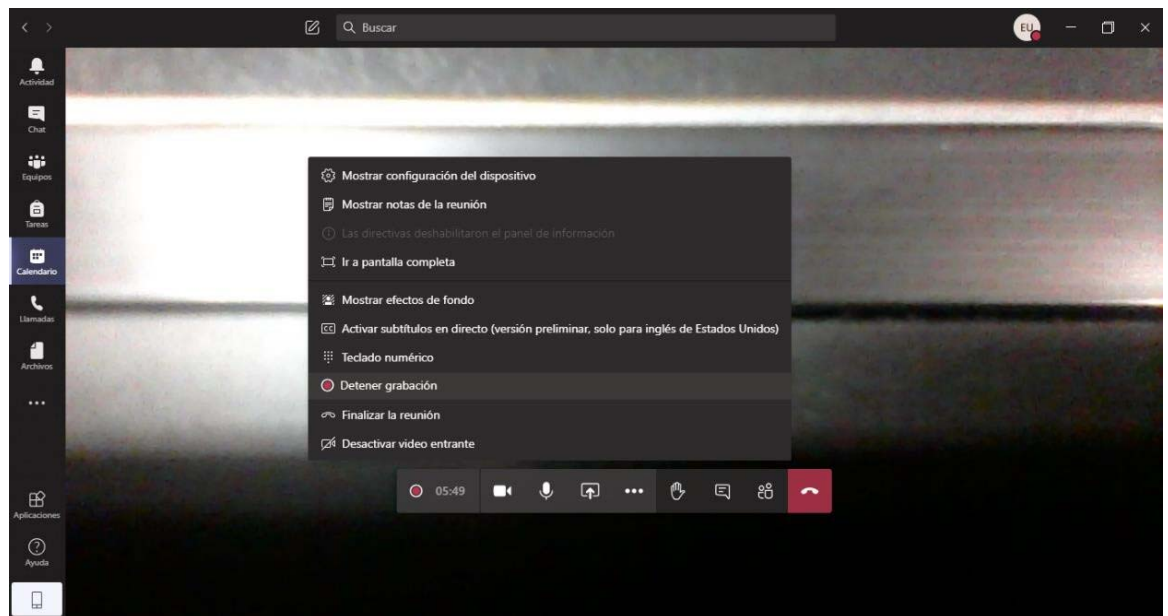 Buscar
EU
Actividad
Chat
Equipos
Tareas
Calendario
Llamadas
Archivos
Aplicaciones
Ayuda
Mostrar configuración del dispositivo
Mostrar notas de la reunión
Las directivas deshabilitaron el panel de información
Ir a pantalla completa
Mostrar efectos de fondo
CC Activar subtítulos en directo (versión preliminar, solo para inglés de Estados Unidos)
Teclado numérico
Detener grabación
Finalizar la reunión
Desactivar video entrante
05:49